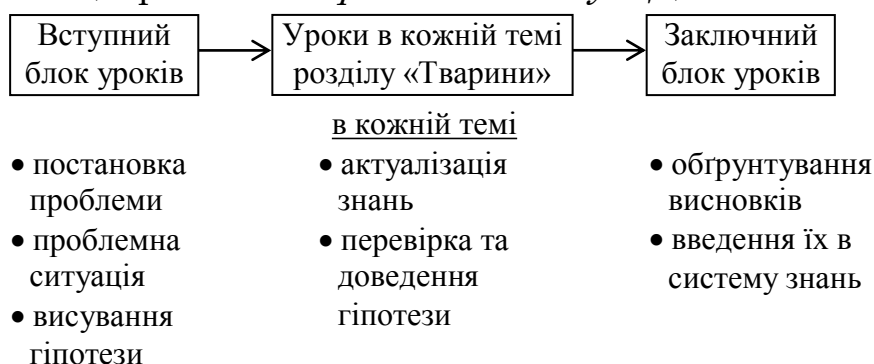 Вступний
блок уроків
Уроки в кожній темі
розділу «Тварини»
Заключний
блок уроків
в кожній темі
• постановка
проблеми
• проблемна
ситуація
• висування
гіпотези
• актуалізація
знань
• перевірка та
доведення
гіпотези
• обґрунтування
висновків
• введення їх в
систему знань